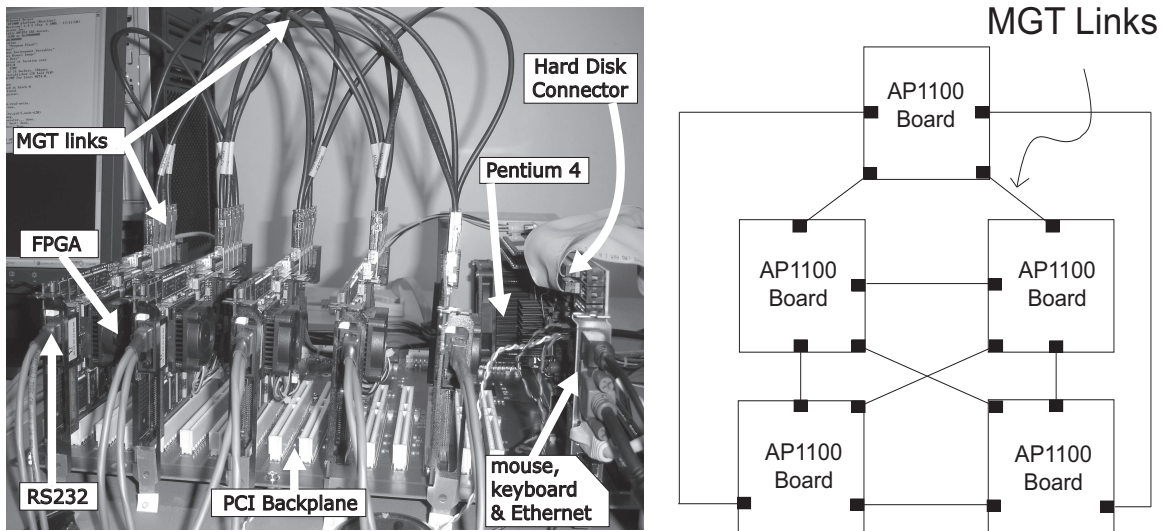 MGT links
Hard Disk
Connector
Pentium 4
FPGA
RS232
PCI Backplane
mouse,
keyboard
& Ethernet
MGT Links
AP1100
Board
AP1100
Board
AP1100
Board
AP1100
Board
AP1100
Board